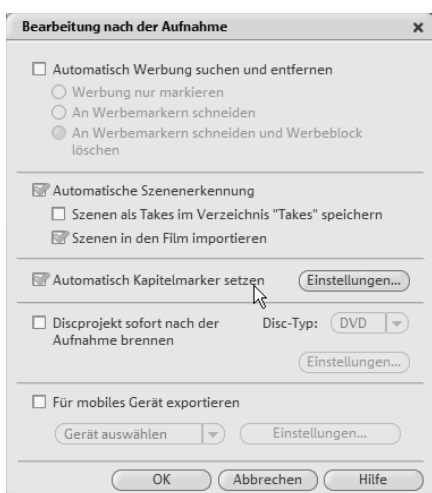 Bearbeitung nach der Aufnahme
Automatisch Werbung suchen und entfernen
Werbung nur markieren
An Werbemarkern schneiden
An Werbemarkern schneiden und Werbeblock
löschen
Automatische Szenenerkennung
Szenen als Takes im Verzeichnis "Takes" speichern
Szenen in den Film importieren
Automatisch Kapitelmarker setzen Einstellungen...
Discprojekt sofort nach der Disc-Typ: DVD
Aufnahme brennen
Einstellungen...
Für mobiles Gerät exportieren
Gerät auswählen Einstellungen...
OK Abbrechen Hilfe